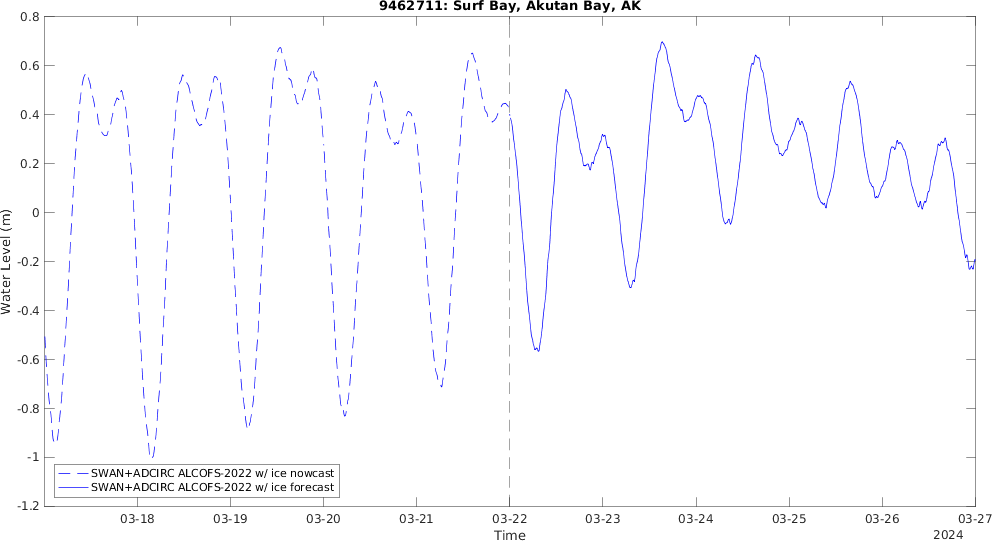 9462711: Surf Bay, Akutan Bay, AK
0.8
0.6
0.4
0.2
0
-0.2
-0.4
-0.6
-0.8
-1
-1.2
Water Level (m)
SWAN+ADCIRC ALCOFS-2022 w/ ice nowcast
SWAN+ADCIRC ALCOFS-2022 w/ ice forecast
03-18 03-19 03-20 03-21 03-22 03-23 03-24 03-25 03-26 03-27
Time
2024